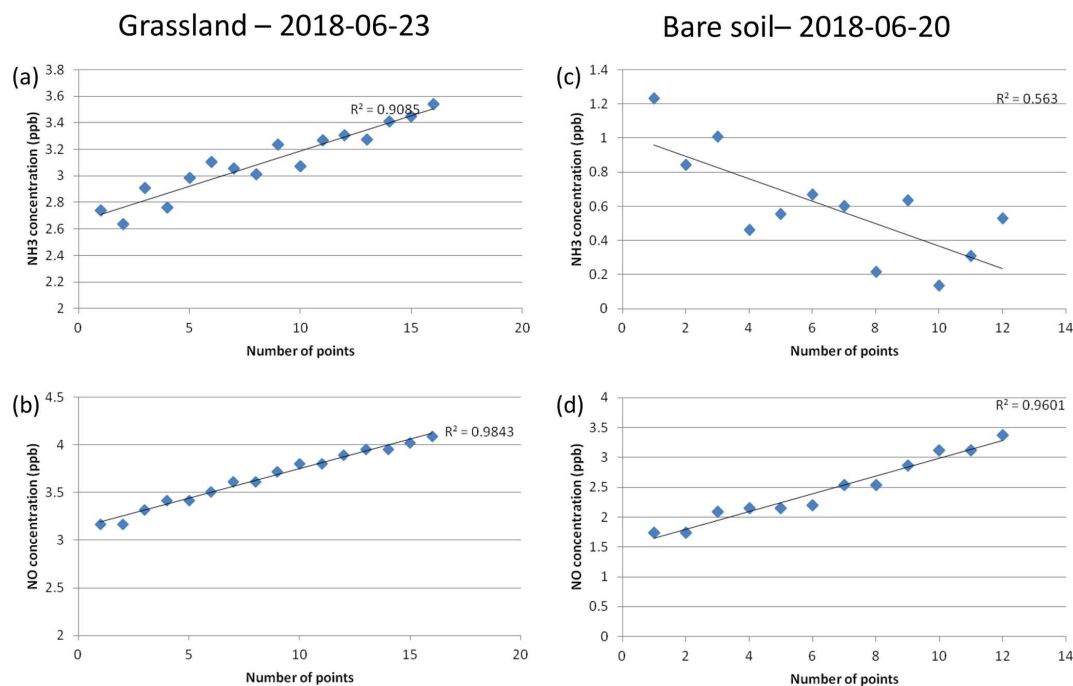 Grassland – 2018-06-23
Bare soil– 2018-06-20
(a)
NH3 concentration (ppb)
3.8
3.6
3.4
3.2
3
2.8
2.6
2.4
2.2
2
R² = 0.9085
0 5 10 15 20
Number of points
(c)
NH3 concentration (ppb)
1.4
1.2
1
0.8
0.6
0.4
0.2
0
R² = 0.563
0 2 4 6 8 10 12 14
Number of points
(b)
NO concentration (ppb)
4.5
4
3.5
3
2.5
2
R² = 0.9843
0 5 10 15 20
Number of points
(d)
NO concentration (ppb)
4
3.5
3
2.5
2
1.5
1
0.5
0
R² = 0.9601
0 2 4 6 8 10 12 14
Number of points